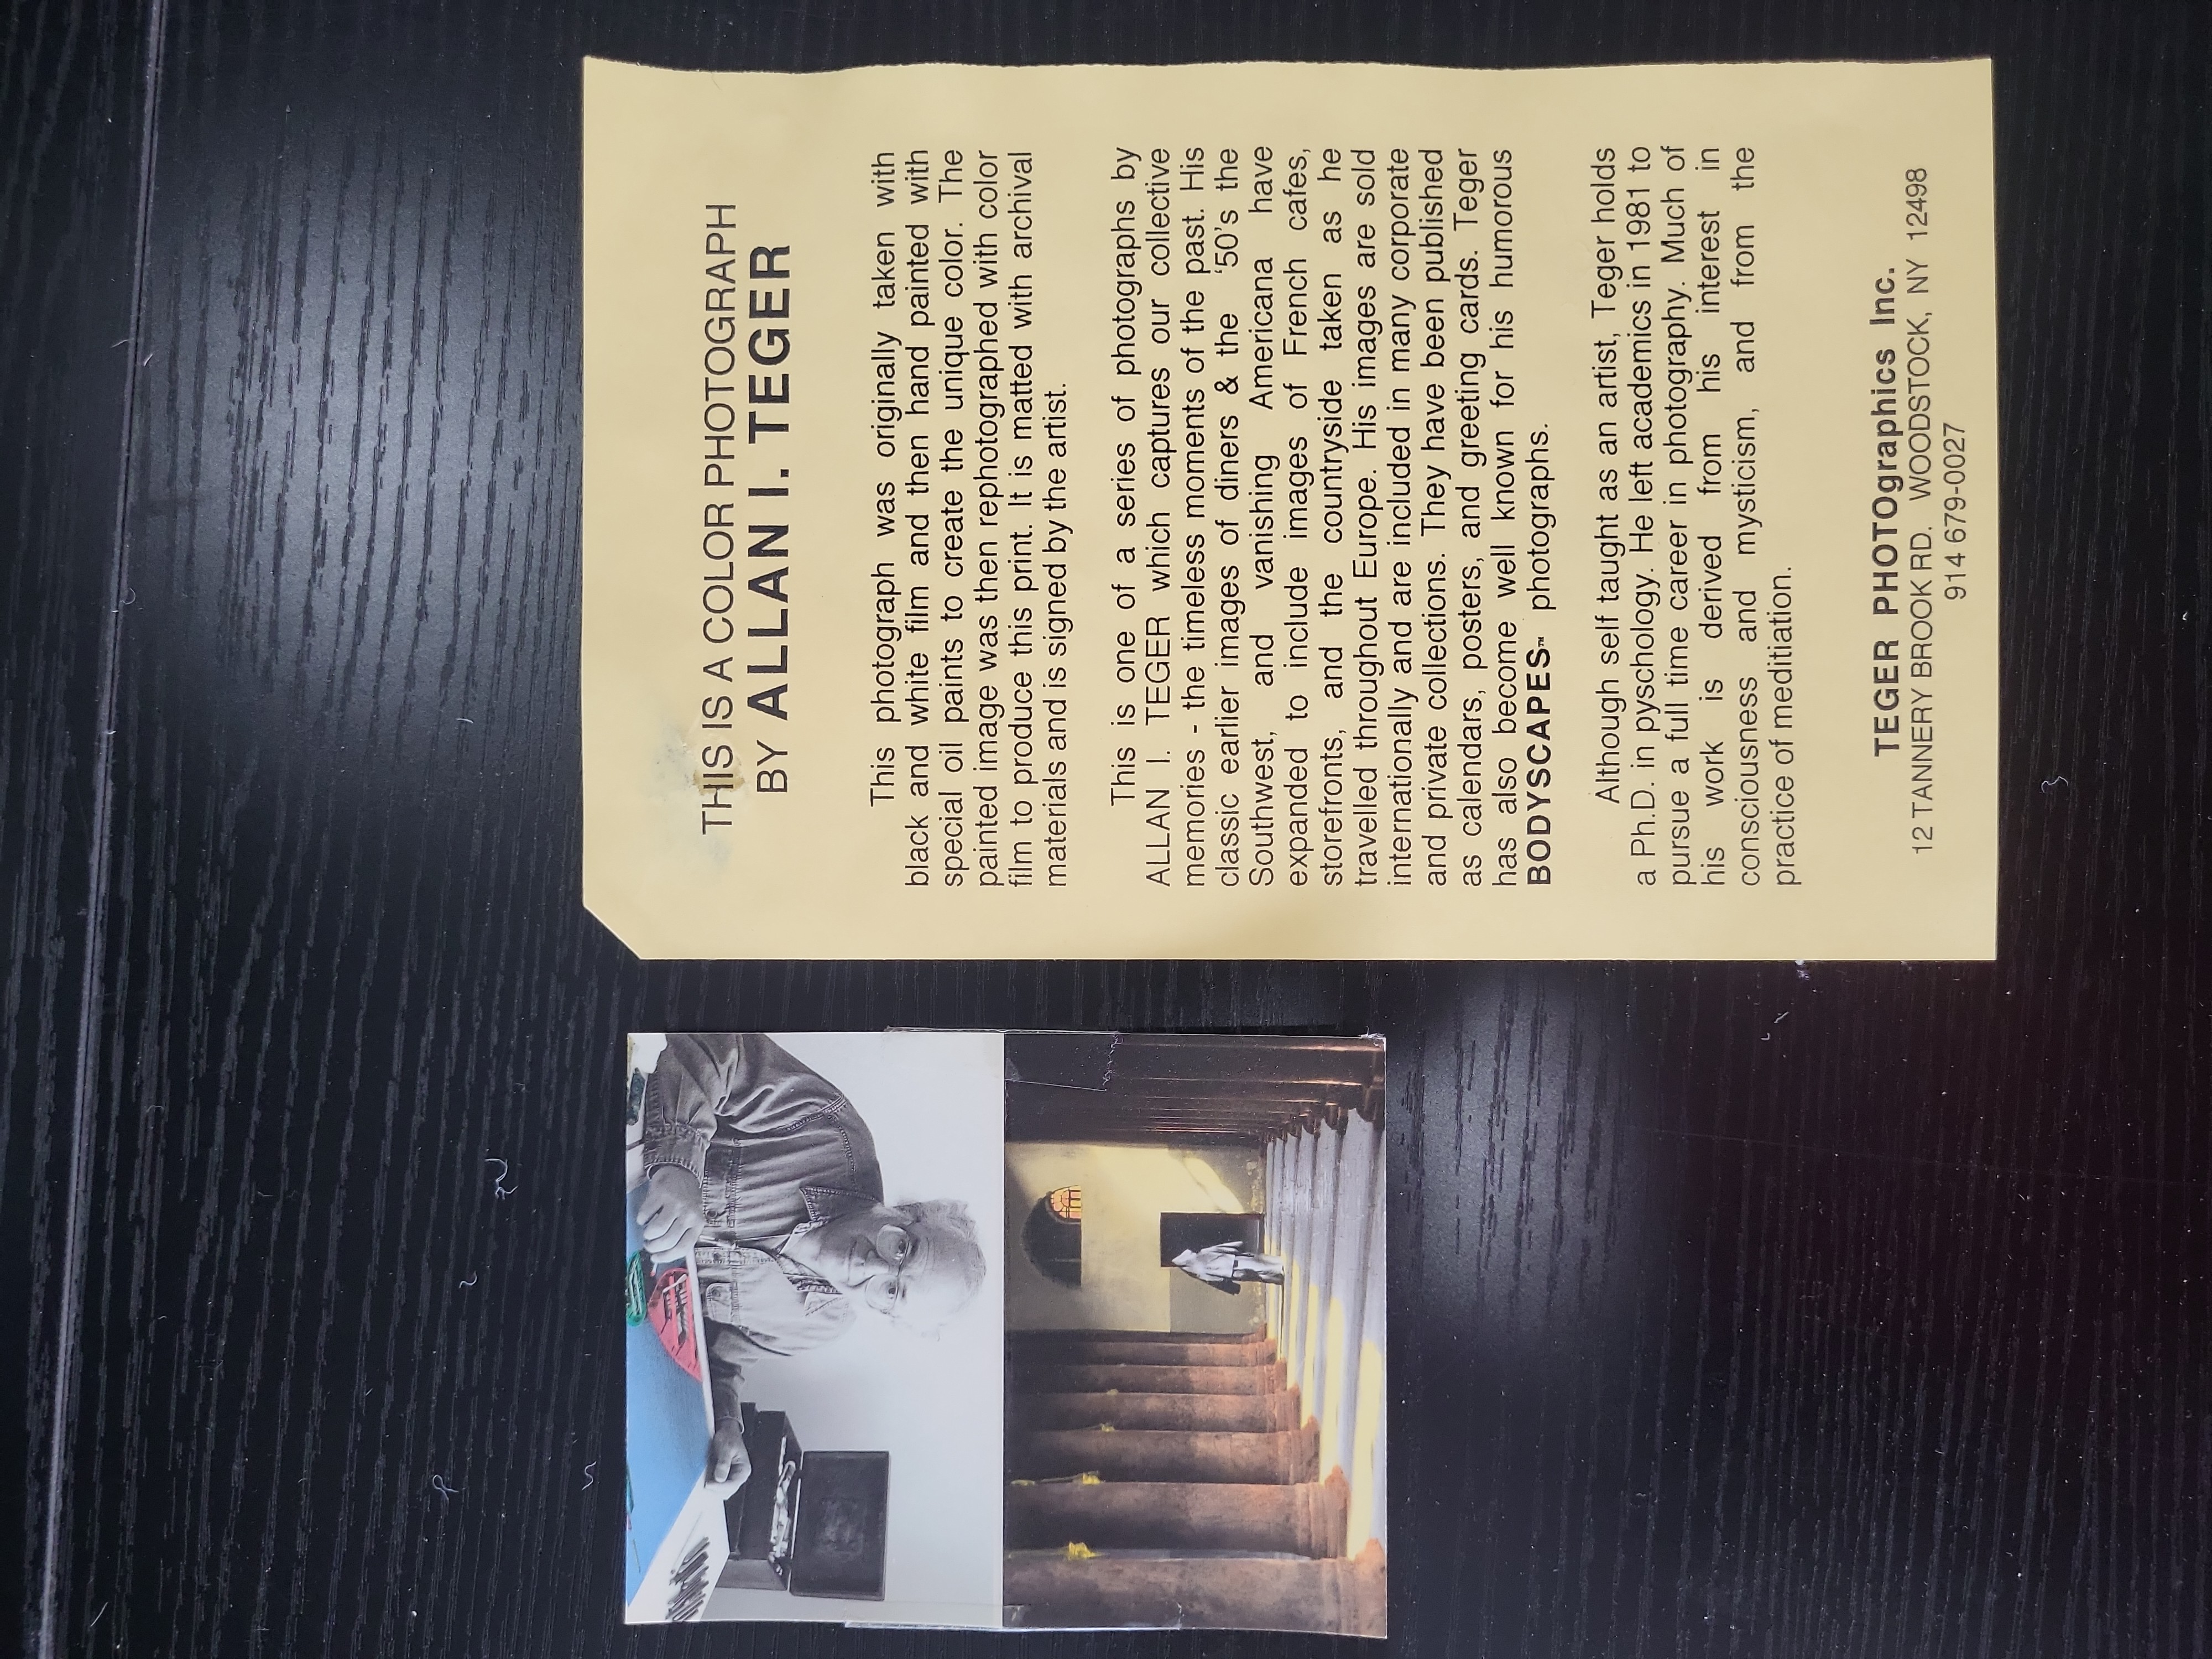 THIS IS A COLOR PHOTOGRAPH
BY ALLAN I. TEGER
This photograph was originally taken with
black and white film and then hand painted with
special oil paints to create the unique color. The
painted image was then rephotographed with color
film to produce this print. It is matted with archival
materials and is signed by the artist.
This is one of a series of photographs by
ALLAN I. TEGER which captures our collective
memories - the timeless moments of the past. His
classic earlier images of diners & the '50's the
Southwest, and vanishing Americana have
expanded to include images of French cafes,
storefronts, and the countryside taken as he
travelled throughout Europe. His images are sold
internationally and are included in many corporate
and private collections. They have been published
as calendars, posters, and greeting cards. Teger
has also become well known for his humorous
BODYSCAPES™ photographs.
Although self taught as an artist, Teger holds
a Ph.D. in pyschology. He left academics in 1981 to
pursue a full time career in photography. Much of
his work is derived from his interest in
consciousness and mysticism, and from the
practice of meditiation.
TEGER PHOTOgraphics Inc.
12 TANNERY BROOK RD. WOODSTOCK, NY 12498
914 679-0027